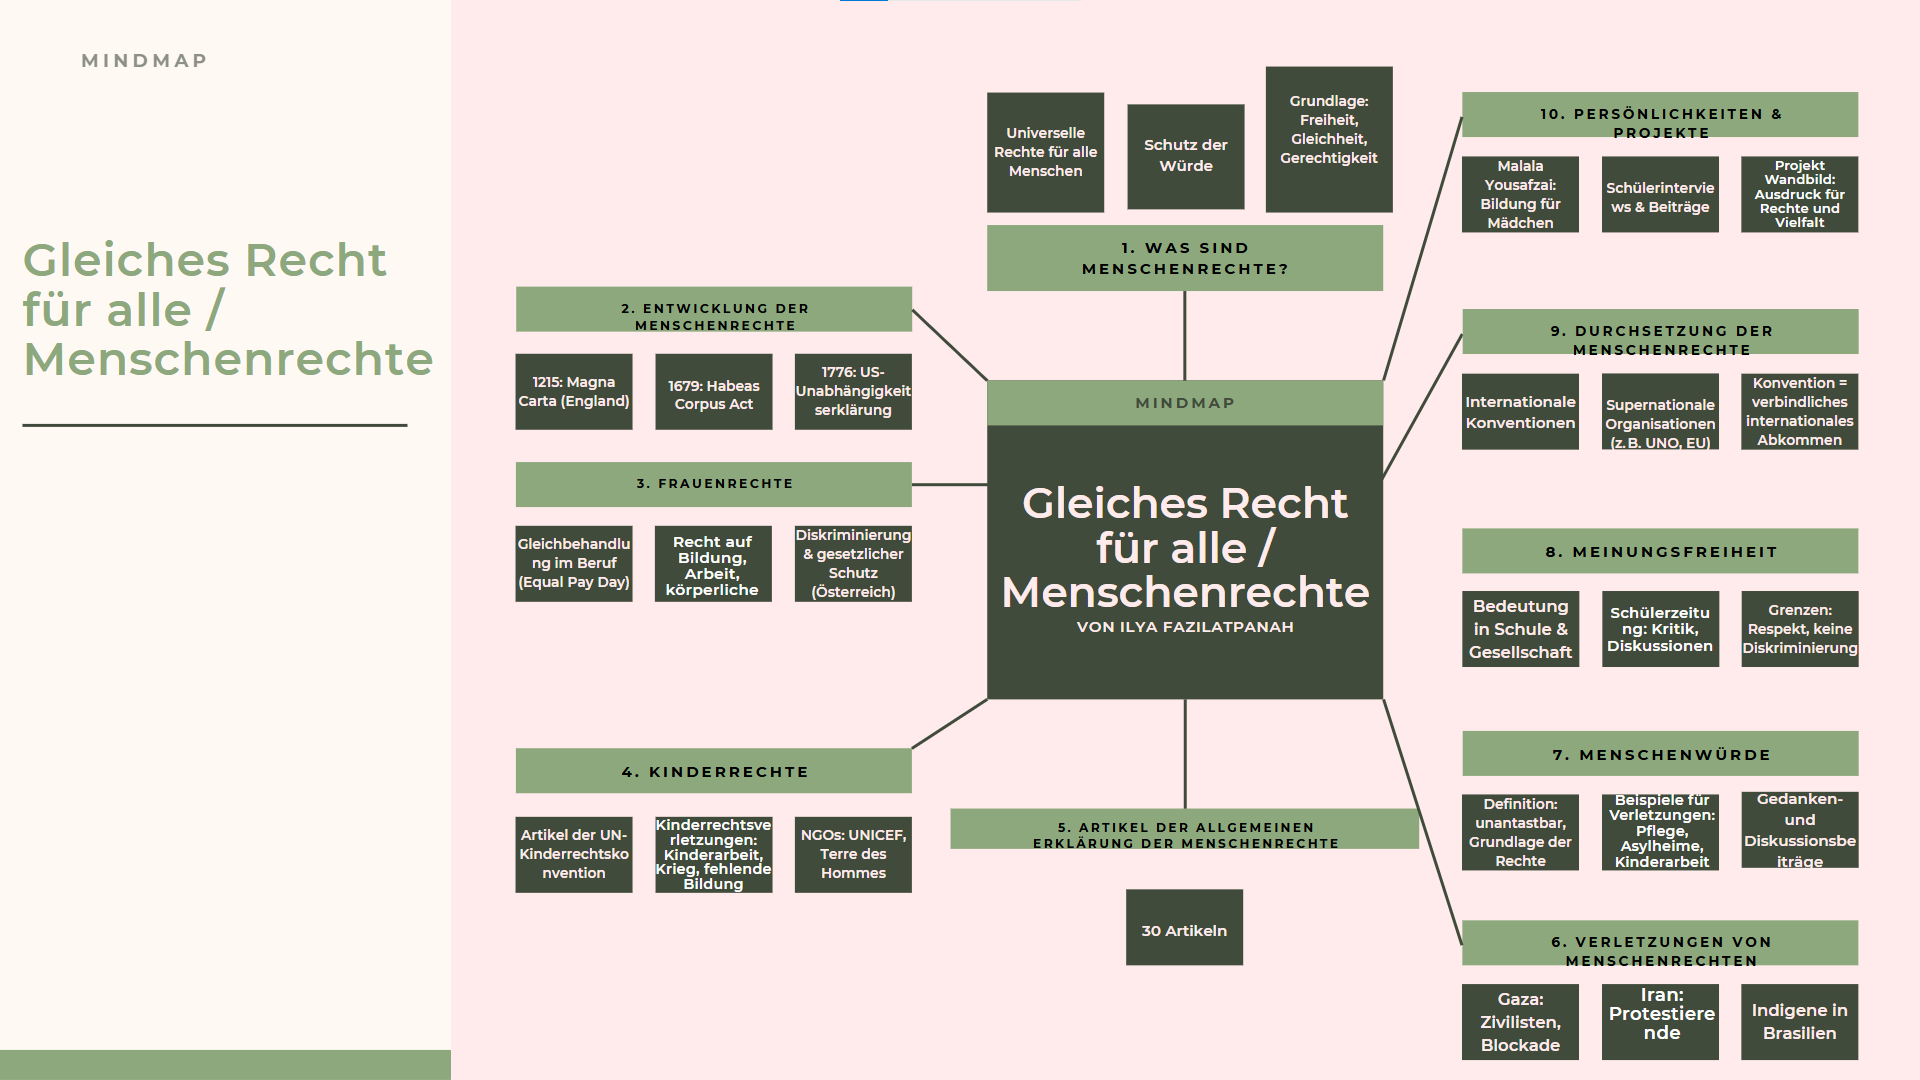 MINDMAP
Gleiches Recht
für alle /
Menschenrechte
Universelle
Rechte für alle
Menschen
Schutz der
Würde
Grundlage:
Freiheit,
Gleichheit,
Gerechtigkeit
1. WAS SIND
MENSCHENRECHTE?
2. ENTWICKLUNG DER
MENSCHENRECHTE
1215: Magna
Carta (England)
1679: Habeas
Corpus Act
1776: US-
Unabhängigkeit
serklärung
3. FRAUENRECHTE
Gleichbehandlu
ng im Beruf
(Equal Pay Day)
Recht auf
Bildung,
Arbeit,
körperliche
Diskriminierung
& gesetzlicher
Schutz
(Österreich)
MINDMAP
Gleiches Recht
für alle /
Menschenrechte
VON ILYA FAZILATPANAH
4. KINDERRECHTE
Artikel der UN-
Kinderrechtsko
nvention
Kinderrechtsve
rletzungen:
Kinderarbeit,
Krieg, fehlende
Bildung
NGOs: UNICEF,
Terre des
Hommes
5. ARTIKEL DER ALLGEMEINEN
ERKLÄRUNG DER MENSCHENRECHTE
30 Artikeln
10. PERSÖNLICHKEITEN &
PROJEKTE
Malala
Yousafzai:
Bildung für
Mädchen
Schülerintervie
ws & Beiträge
Projekt
Wandbild:
Ausdruck für
Rechte und
Vielfalt
9. DURCHSETZUNG DER
MENSCHENRECHTE
Internationale
Konventionen
Supernationale
Organisationen
(z. B. UNO, EU)
Konvention =
verbindliches
internationales
Abkommen
8. MEINUNGSFREIHEIT
Bedeutung
in Schule &
Gesellschaft
Schülerzeitu
ng: Kritik,
Diskussionen
Grenzen:
Respekt, keine
Diskriminierung
7. MENSCHENWÜRDE
Definition:
unantastbar,
Grundlage der
Rechte
Beispiele für
Verletzungen:
Pflege,
Asylheime,
Kinderarbeit
Gedanken-
und
Diskussionsbe
iträge
6. VERLETZUNGEN VON
MENSCHENRECHTEN
Gaza:
Zivilisten,
Blockade
Iran:
Protestiere
nde
Indigene in
Brasilien